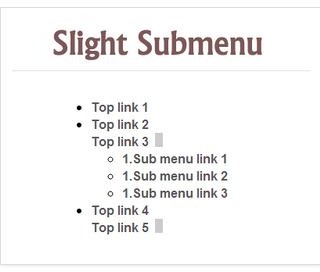 Slight Submenu
Top link 1
Top link 2
Top link 3
1.Sub menu link 1
1.Sub menu link 2
1.Sub menu link 3
Top link 4
Top link 5